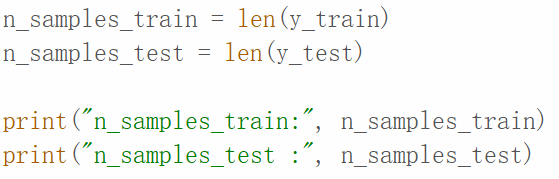 n_samples_train = len(y_train)
n_samples_test = len(y_test)
print("n_samples_train:", n_samples_train)
print("n_samples_test :", n_samples_test)